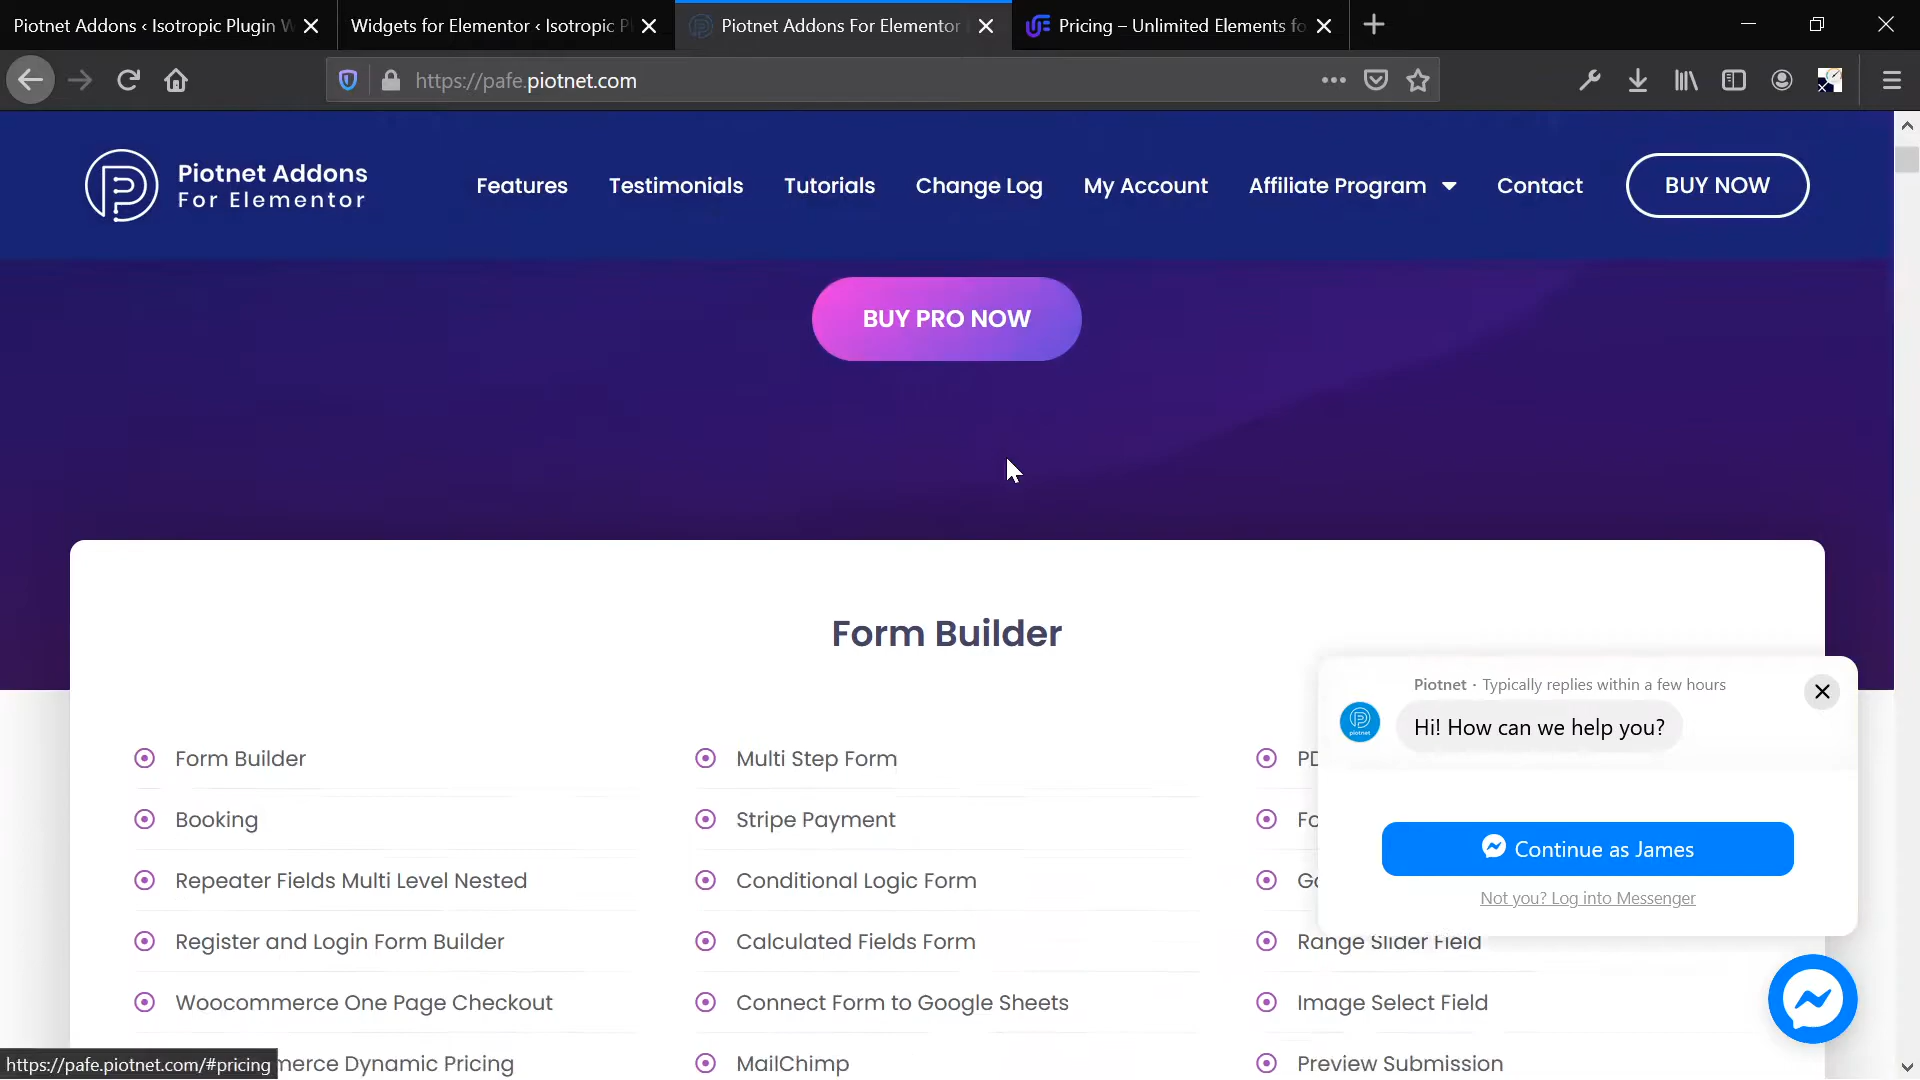 Piotnet Addons ‹ Isotropic Plugin W
Widgets for Elementor ‹ Isotropic Pl
Piotnet Addons For Elementor
Pricing – Unlimited Elements fo
https://pafe.piotnet.com
Piotnet Addons
For Elementor
Features
Testimonials
Tutorials
Change Log
My Account
Affiliate Program
Contact
BUY NOW
BUY PRO NOW
Form Builder
Form Builder
Multi Step Form
Booking
Stripe Payment
Repeater Fields Multi Level Nested
Conditional Logic Form
Register and Login Form Builder
Calculated Fields Form
Range Slider Field
Woocommerce One Page Checkout
Connect Form to Google Sheets
Image Select Field
merce Dynamic Pricing
MailChimp
Preview Submission
Piotnet · Typically replies within a few hours
piotnet
Hi! How can we help you?
Continue as James
Not you? Log into Messenger
https://pafe.piotnet.com/#pricing